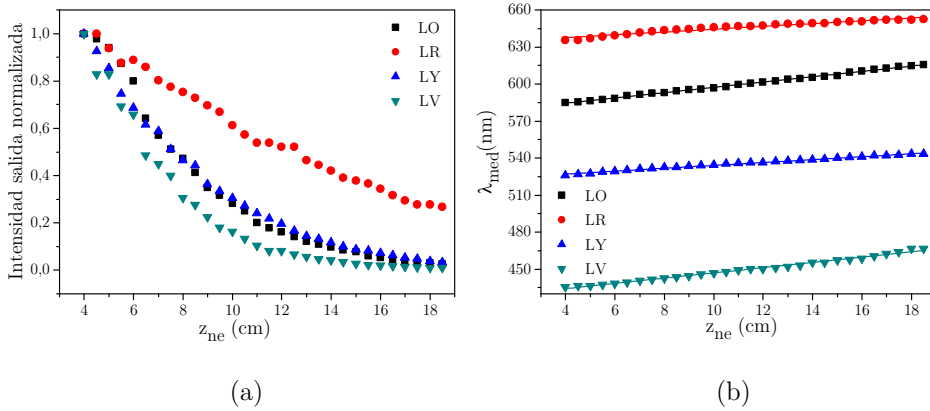 Intensidad salida normalizada
1,0
0,8
0,6
0,4
0,2
0,0
LO
LR
LY
LV
4 6 8 10 12 14 16 18
z_ne (cm)
(a)
λ_med(nm)
660
630
600
570
540
510
480
450
LO
LR
LY
LV
4 6 8 10 12 14 16 18
z_ne (cm)
(b)